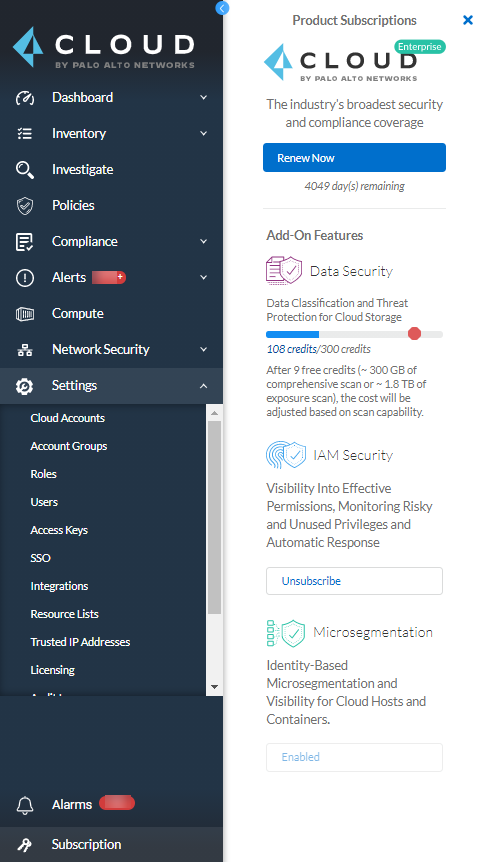 CLOUD
BY PALO ALTO NETWORKS
Dashboard
Inventory
Investigate
Policies
Compliance
Alerts
+
Compute
Network Security
Settings
Cloud Accounts
Account Groups
Roles
Users
Access Keys
SSO
Integrations
Resource Lists
Trusted IP Addresses
Licensing
Alarms
Subscription
Product Subscriptions
Enterprise
CLOUD
BY PALO ALTO NETWORKS
The industry's broadest security
and compliance coverage
Renew Now
4049 day(s) remaining
Add-On Features
Data Security
Data Classification and Threat
Protection for Cloud Storage
108 credits/300 credits
After 9 free credits (~ 300 GB of
comprehensive scan or ~ 1.8 TB of
exposure scan), the cost will be
adjusted based on scan capability.
IAM Security
Visibility Into Effective
Permissions, Monitoring Risky
and Unused Privileges and
Automatic Response
Unsubscribe
Microsegmentation
Identity-Based
Microsegmentation and
Visibility for Cloud Hosts and
Containers.
Enabled